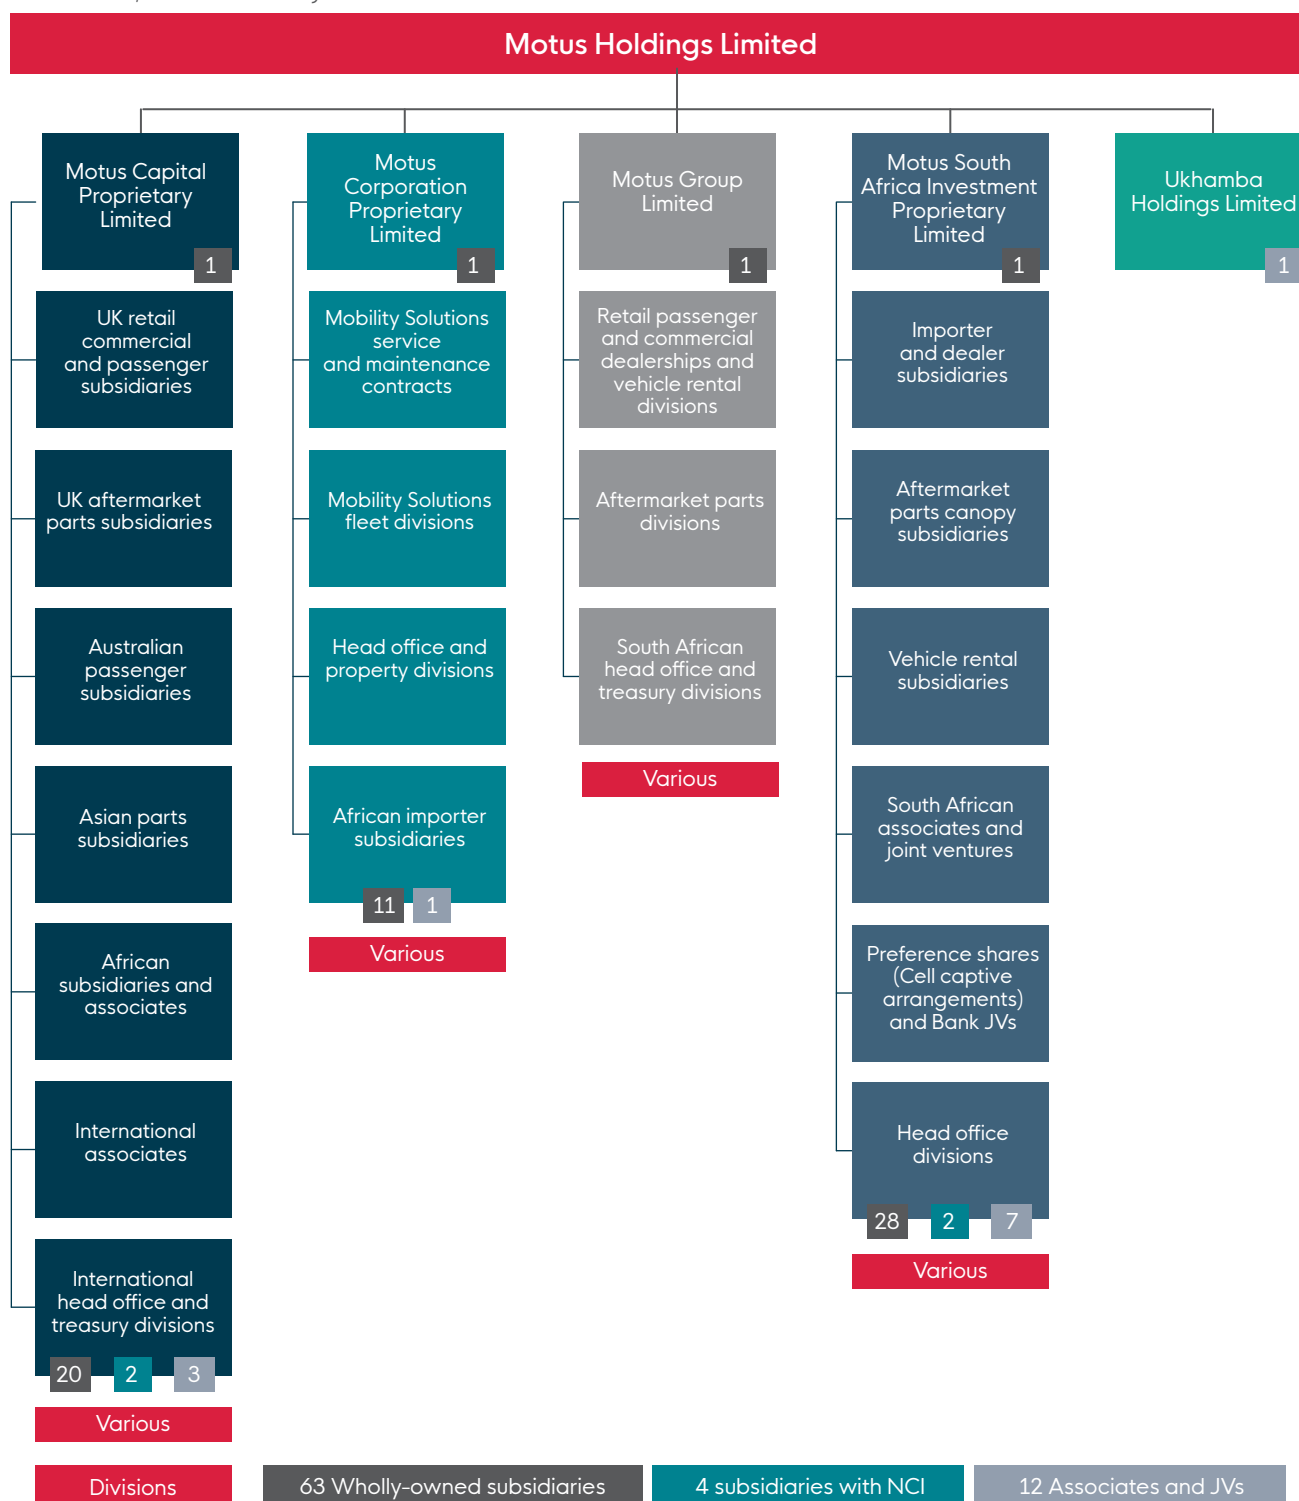 Motus Holdings Limited
Motus Capital
Proprietary
Limited
1
UK retail
commercial
and passenger
subsidiaries
UK aftermarket
parts subsidiaries
Australian
passenger
subsidiaries
Asian parts
subsidiaries
African
subsidiaries and
associates
International
associates
International
head office and
treasury divisions
20 2 3
Various
Motus
Corporation
Proprietary
Limited
1
Mobility Solutions
service
and maintenance
contracts
Mobility Solutions
fleet divisions
Head office and
property divisions
African importer
subsidiaries
11 1
Various
Motus Group
Limited
1
Retail passenger
and commercial
dealerships and
vehicle rental
divisions
Aftermarket parts
divisions
South African
head office and
treasury divisions
Various
Motus South
Africa Investment
Proprietary
Limited
1
Importer
and dealer
subsidiaries
Aftermarket
parts canopy
subsidiaries
Vehicle rental
subsidiaries
South African
associates and
joint ventures
Preference shares
(Cell captive
arrangements)
and Bank JVs
Head office
divisions
28 2 7
Various
Ukhamba
Holdings Limited
1
Divisions
63 Wholly-owned subsidiaries
4 subsidiaries with NCI
12 Associates and JVs